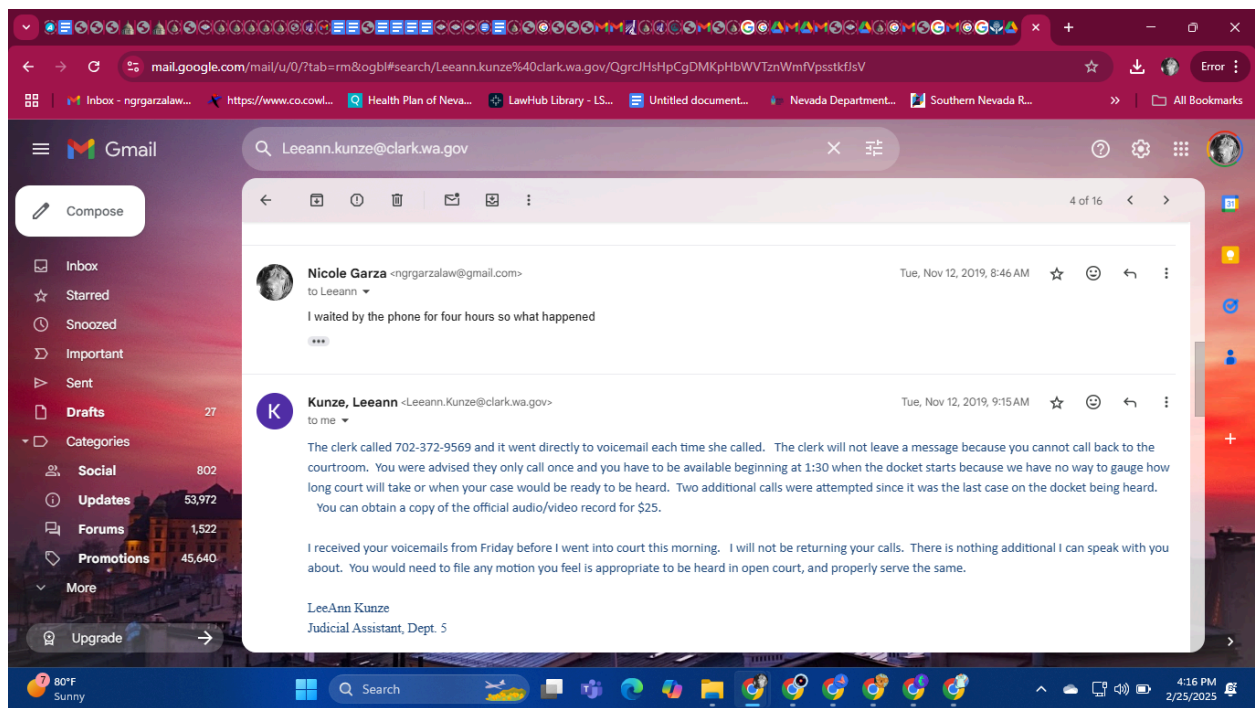 mail.google.com/mail/u/0/?tab=rm&ogbl#search/Leeann.kunze%40clark.wa.gov/QgrcJHsHpCgDMKpHbWVTznWmfVpsstkfJsV
Error
Inbox - ngrgarzalaw...
https://www.co.cowl...
Health Plan of Neva...
LawHub Library - LS...
Untitled document...
Nevada Department...
Southern Nevada R...
»
All Bookmarks
Gmail
Leeann.kunze@clark.wa.gov
Compose
4 of 16
31
Inbox
Starred
Snoozed
Important
Sent
Drafts 27
Categories
Social 802
Updates 53,972
Forums 1,522
Promotions 45,640
More
Upgrade
Nicole Garza <ngrgarzalaw@gmail.com>
Tue, Nov 12, 2019, 8:46 AM
to Leeann
I waited by the phone for four hours so what happened
K
Kunze, Leeann <Leeann.Kunze@clark.wa.gov>
Tue, Nov 12, 2019, 9:15 AM
to me
The clerk called 702-372-9569 and it went directly to voicemail each time she called. The clerk will not leave a message because you cannot call back to the
courtroom. You were advised they only call once and you have to be available beginning at 1:30 when the docket starts because we have no way to gauge how
long court will take or when your case would be ready to be heard. Two additional calls were attempted since it was the last case on the docket being heard.
You can obtain a copy of the official audio/video record for $25.
I received your voicemails from Friday before I went into court this morning. I will not be returning your calls. There is nothing additional I can speak with you
about. You would need to file any motion you feel is appropriate to be heard in open court, and properly serve the same.
LeeAnn Kunze
Judicial Assistant, Dept. 5
7
80°F
Sunny
Search
4:16 PM
2/25/2025